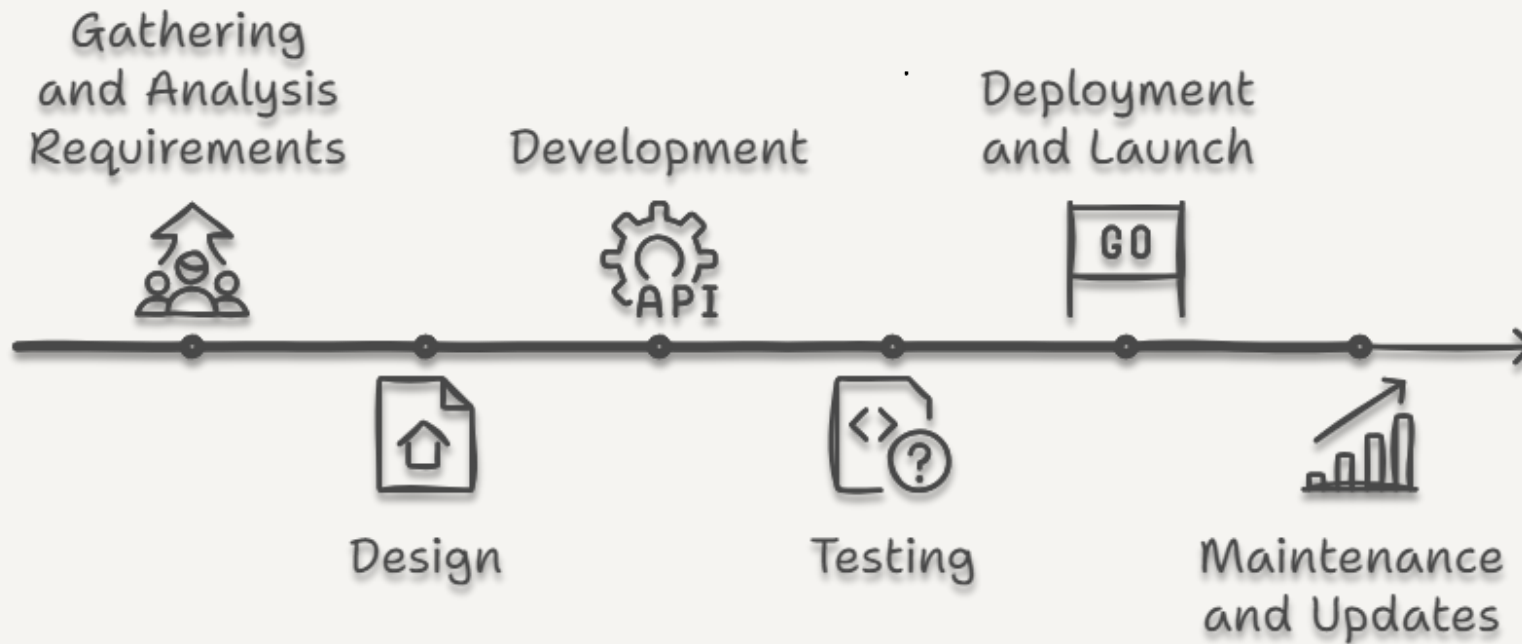 Gathering
and Analysis
Requirements
Design
Development
API
Testing
<>
?
Deployment
and Launch
GO
Maintenance
and Updates